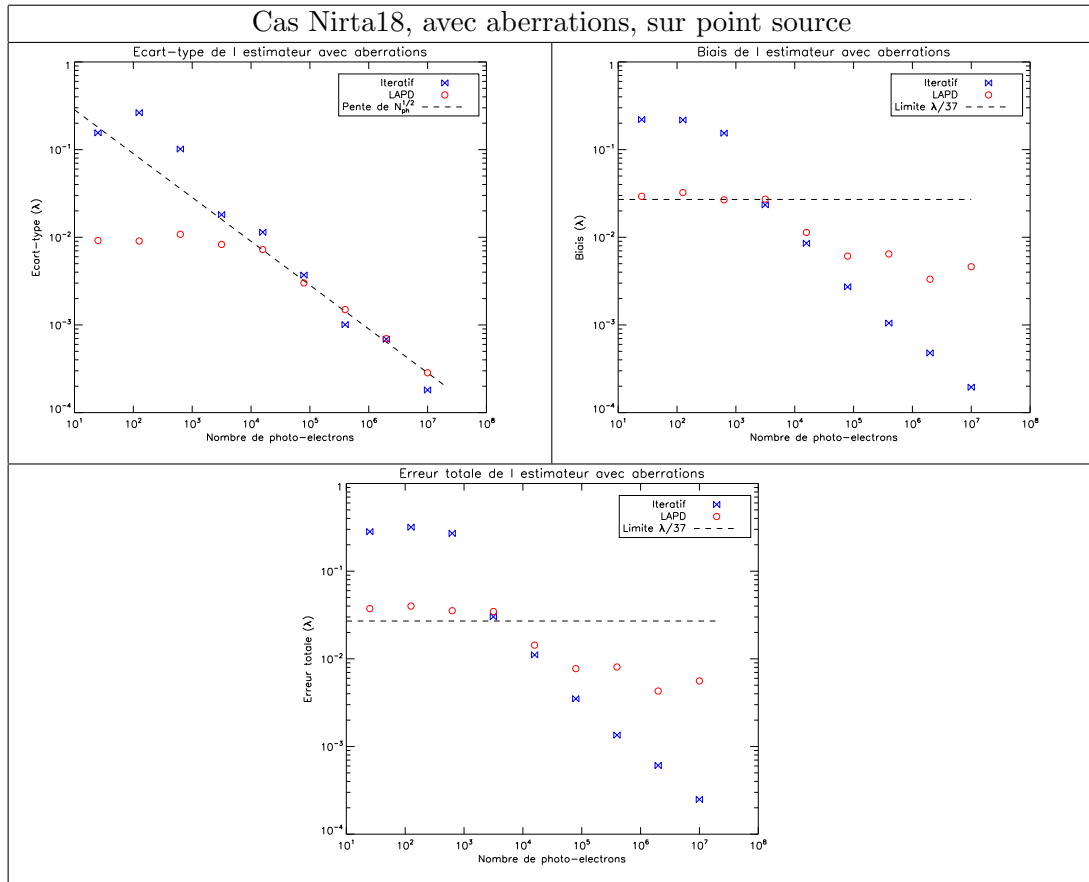 Cas Nirta18, avec aberrations, sur point source
Ecart-type de l estimateur avec aberrations
Iteratif
LAPD
Pente de N_ph^1/2
1
10^-1
10^-2
10^-3
10^-4
Ecart-type (λ)
10^1 10^2 10^3 10^4 10^5 10^6 10^7 10^8
Nombre de photo-electrons
Biais de l estimateur avec aberrations
Iteratif
LAPD
Limite λ/37
1
10^-1
10^-2
10^-3
10^-4
Biais (λ)
10^1 10^2 10^3 10^4 10^5 10^6 10^7 10^8
Nombre de photo-electrons
Erreur totale de l estimateur avec aberrations
Iteratif
LAPD
Limite λ/37
1
10^-1
10^-2
10^-3
10^-4
Erreur totale (λ)
10^1 10^2 10^3 10^4 10^5 10^6 10^7 10^8
Nombre de photo-electrons